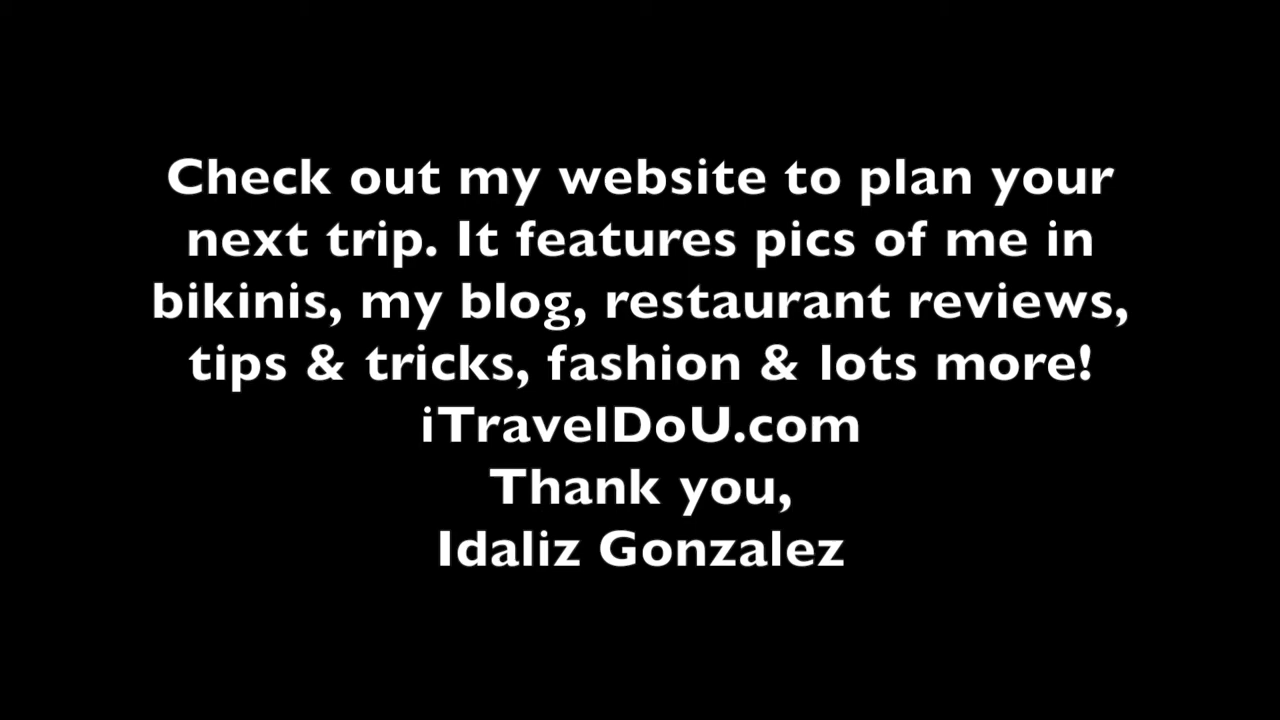 Check out my website to plan your
next trip. It features pics of me in
bikinis, my blog, restaurant reviews,
tips & tricks, fashion & lots more!
iTravelDoU.com
Thank you,
Idaliz Gonzalez